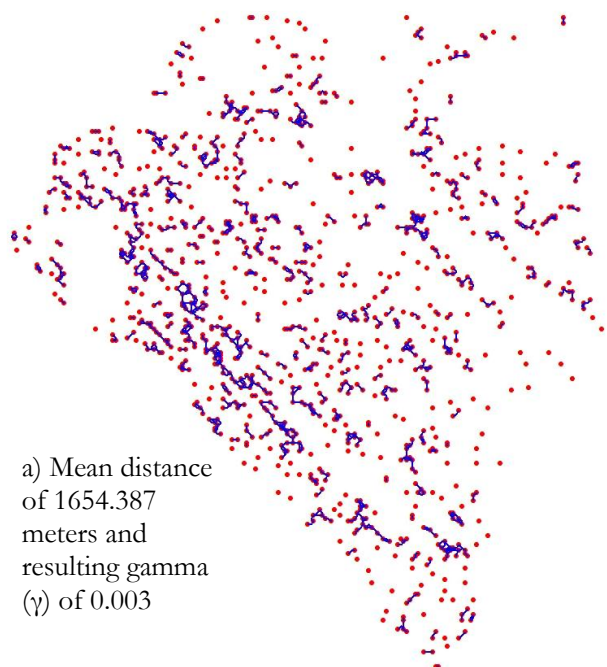 a) Mean distance
of 1654.387
meters and
resulting gamma
(γ) of 0.003